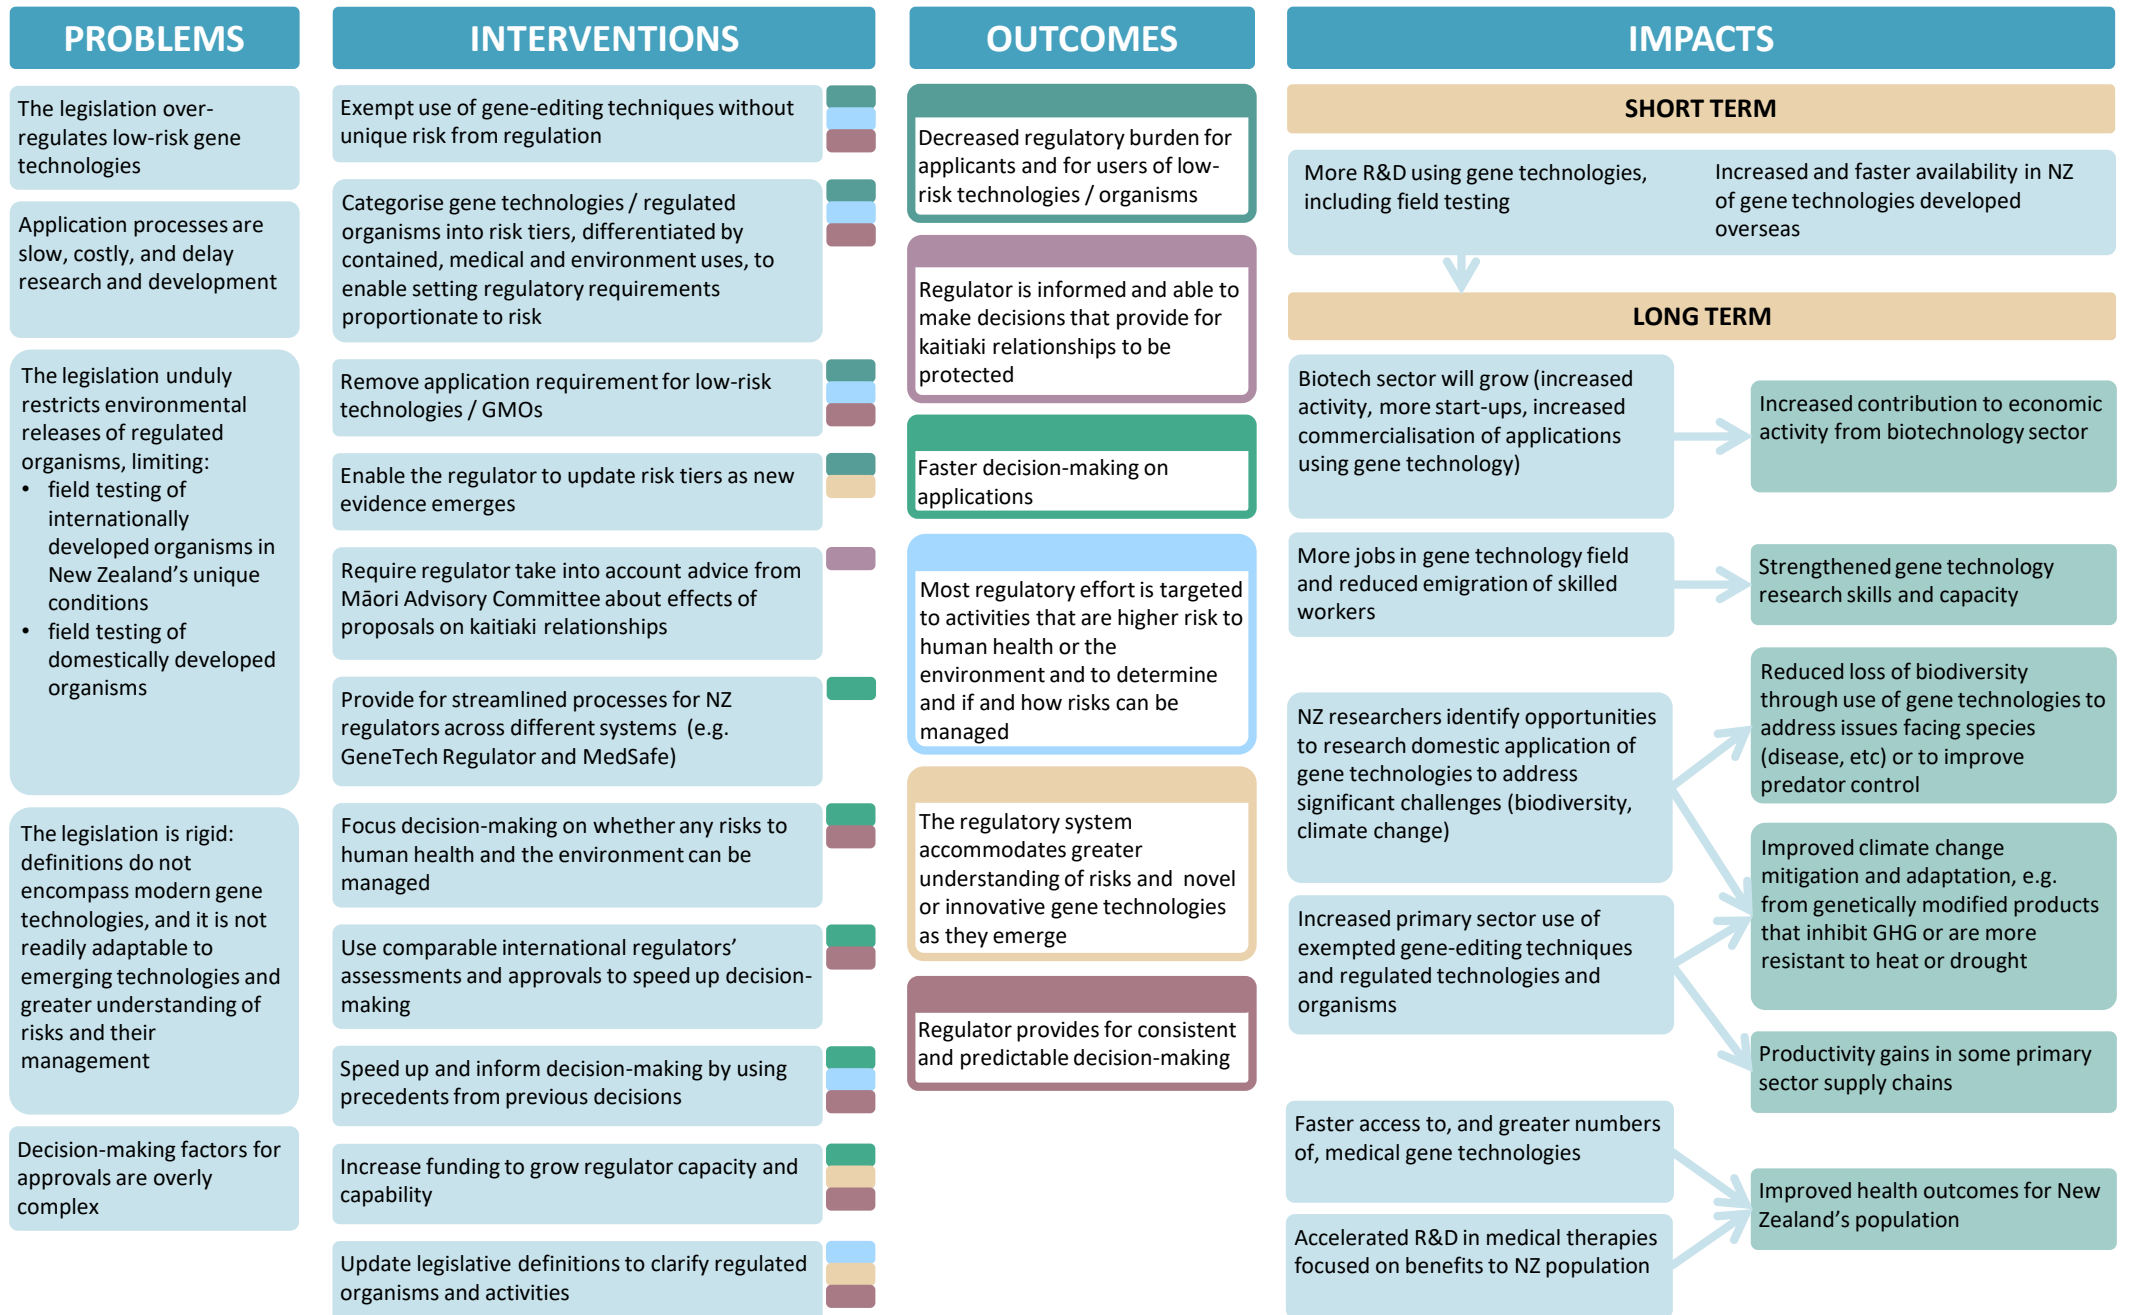 PROBLEMS
The legislation over-
regulates low-risk gene
technologies
Application processes are
slow, costly, and delay
research and development
The legislation unduly
restricts environmental
releases of regulated
organisms, limiting:
• field testing of
internationally
developed organisms in
New Zealand’s unique
conditions
• field testing of
domestically developed
organisms
The legislation is rigid:
definitions do not
encompass modern gene
technologies, and it is not
readily adaptable to
emerging technologies and
greater understanding of
risks and their
management
Decision-making factors for
approvals are overly
complex
INTERVENTIONS
Exempt use of gene-editing techniques without
unique risk from regulation
Categorise gene technologies / regulated
organisms into risk tiers, differentiated by
contained, medical and environment uses, to
enable setting regulatory requirements
proportionate to risk
Remove application requirement for low-risk
technologies / GMOs
Enable the regulator to update risk tiers as new
evidence emerges
Require regulator take into account advice from
Māori Advisory Committee about effects of
proposals on kaitiaki relationships
Provide for streamlined processes for NZ
regulators across different systems (e.g.
GeneTech Regulator and MedSafe)
Focus decision-making on whether any risks to
human health and the environment can be
managed
Use comparable international regulators’
assessments and approvals to speed up decision-
making
Speed up and inform decision-making by using
precedents from previous decisions
Increase funding to grow regulator capacity and
capability
Update legislative definitions to clarify regulated
organisms and activities
OUTCOMES
Decreased regulatory burden for
applicants and for users of low-
risk technologies / organisms
Regulator is informed and able to
make decisions that provide for
kaitiaki relationships to be
protected
Faster decision-making on
applications
Most regulatory effort is targeted
to activities that are higher risk to
human health or the
environment and to determine
and if and how risks can be
managed
The regulatory system
accommodates greater
understanding of risks and novel
or innovative gene technologies
as they emerge
Regulator provides for consistent
and predictable decision-making
IMPACTS
SHORT TERM
More R&D using gene technologies,
including field testing
Increased and faster availability in NZ
of gene technologies developed
overseas
LONG TERM
Biotech sector will grow (increased
activity, more start-ups, increased
commercialisation of applications
using gene technology)
Increased contribution to economic
activity from biotechnology sector
More jobs in gene technology field
and reduced emigration of skilled
workers
Strengthened gene technology
research skills and capacity
NZ researchers identify opportunities
to research domestic application of
gene technologies to address
significant challenges (biodiversity,
climate change)
Reduced loss of biodiversity
through use of gene technologies to
address issues facing species
(disease, etc) or to improve
predator control
Increased primary sector use of
exempted gene-editing techniques
and regulated technologies and
organisms
Improved climate change
mitigation and adaptation, e.g.
from genetically modified products
that inhibit GHG or are more
resistant to heat or drought
Productivity gains in some primary
sector supply chains
Faster access to, and greater numbers
of, medical gene technologies
Accelerated R&D in medical therapies
focused on benefits to NZ population
Improved health outcomes for New
Zealand’s population